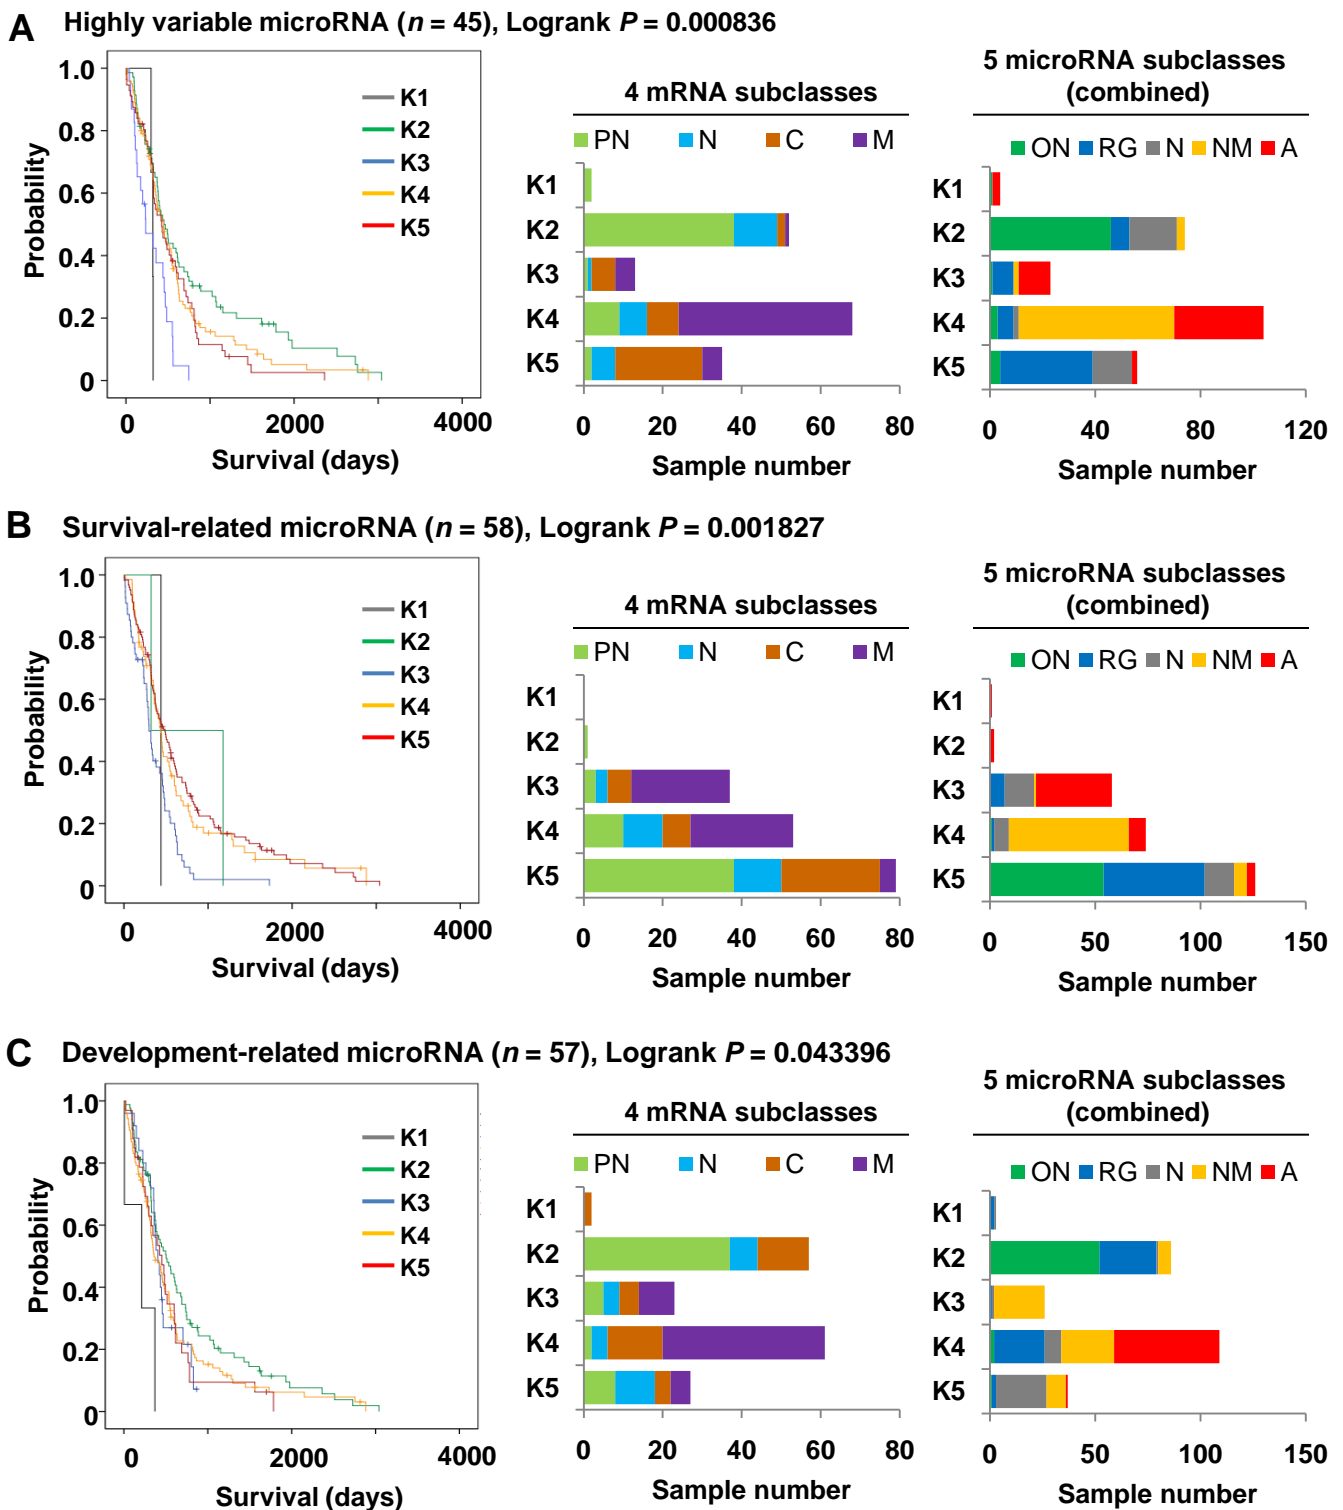 A Highly variable microRNA (n = 45), Logrank P = 0.000836
Probability
1.0
0.8
0.6
0.4
0.2
0
0 2000 4000
Survival (days)
K1
K2
K3
K4
K5
4 mRNA subclasses
PN N C M
K1
K2
K3
K4
K5
0 20 40 60 80
Sample number
5 microRNA subclasses
(combined)
ON RG N NM A
K1
K2
K3
K4
K5
0 40 80 120
Sample number
B Survival-related microRNA (n = 58), Logrank P = 0.001827
Probability
1.0
0.8
0.6
0.4
0.2
0
0 2000 4000
Survival (days)
K1
K2
K3
K4
K5
4 mRNA subclasses
PN N C M
K1
K2
K3
K4
K5
0 20 40 60 80
Sample number
5 microRNA subclasses
(combined)
ON RG N NM A
K1
K2
K3
K4
K5
0 50 100 150
Sample number
C Development-related microRNA (n = 57), Logrank P = 0.043396
Probability
1.0
0.8
0.6
0.4
0.2
0
0 2000 4000
Survival (days)
K1
K2
K3
K4
K5
4 mRNA subclasses
PN N C M
K1
K2
K3
K4
K5
0 20 40 60 80
Sample number
5 microRNA subclasses
(combined)
ON RG N NM A
K1
K2
K3
K4
K5
0 50 100 150
Sample number